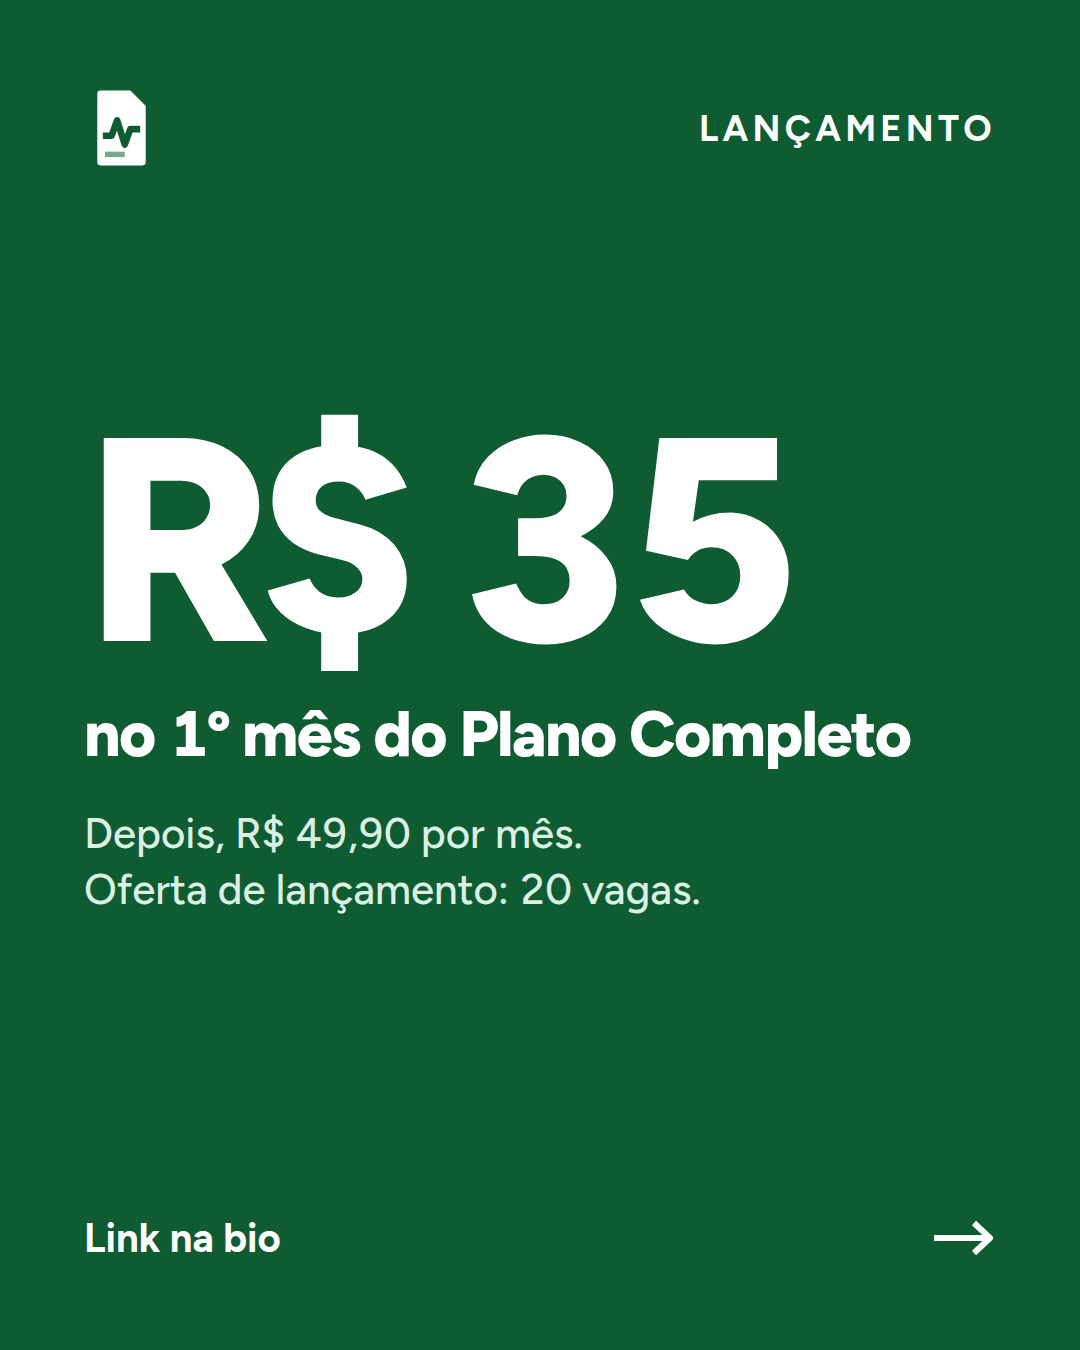 LANÇAMENTO
R$ 35
no 1º mês do Plano Completo
Depois, R$ 49,90 por mês.
Oferta de lançamento: 20 vagas.
Link na bio